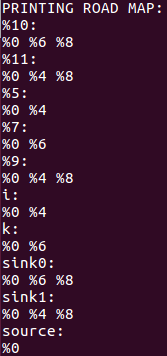 PRINTING ROAD MAP:
%10:
%0 %6 %8
%11:
%0 %4 %8
%5:
%0 %4
%7:
%0 %6
%9:
%0 %4 %8
i:
%0 %4
k:
%0 %6
sink0:
%0 %6 %8
sink1:
%0 %4 %8
source:
%0